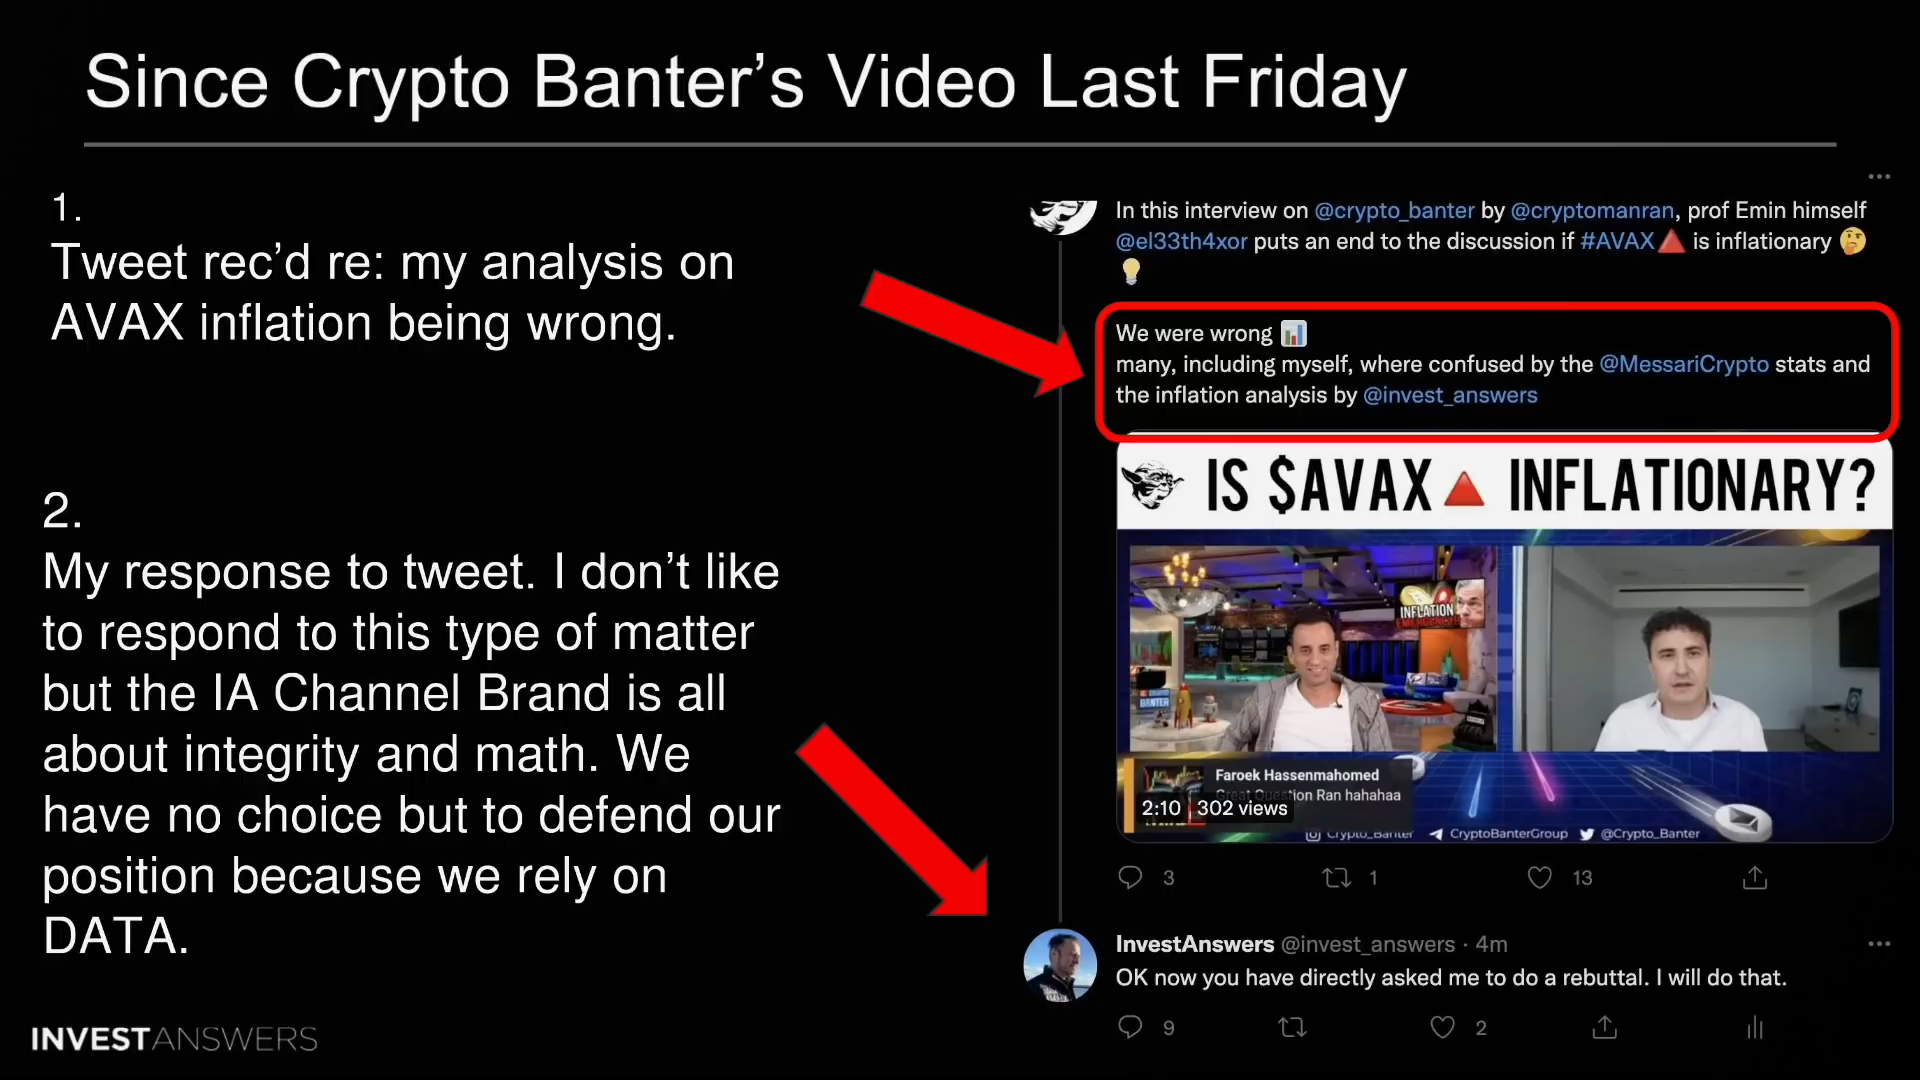 Since Crypto Banter’s Video Last Friday
1.
Tweet rec’d re: my analysis on
AVAX inflation being wrong.
2.
My response to tweet. I don’t like
to respond to this type of matter
but the IA Channel Brand is all
about integrity and math. We
have no choice but to defend our
position because we rely on
DATA.
INVESTANSWERS
In this interview on @crypto_banter by @cryptomanran, prof Emin himself
@el33th4xor puts an end to the discussion if #AVAX🔺 is inflationary 🤔
💡
We were wrong 📊
many, including myself, where confused by the @MessariCrypto stats and
the inflation analysis by @invest_answers
IS $AVAX🔺 INFLATIONARY?
INFLATION
BANTER
Faroek Hassenmahomed
Great Question Ran hahahaa
2:10 302 views
Crypto_Banter CryptoBanterGroup @Crypto_Banter
3 1 13
InvestAnswers @invest_answers · 4m
OK now you have directly asked me to do a rebuttal. I will do that.
9 2